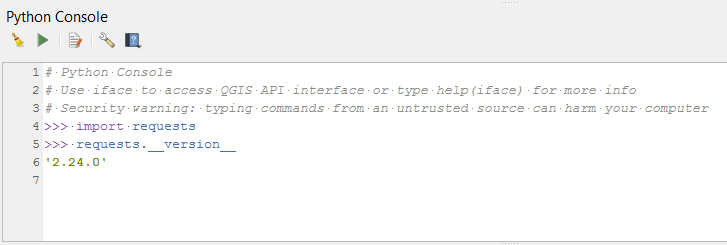 Python Console
1 # Python Console
2 # Use iface to access QGIS API interface or type help(iface) for more info
3 # Security warning: typing commands from an untrusted source can harm your computer
4 >>> import requests
5 >>> requests.__version__
6 '2.24.0'
7